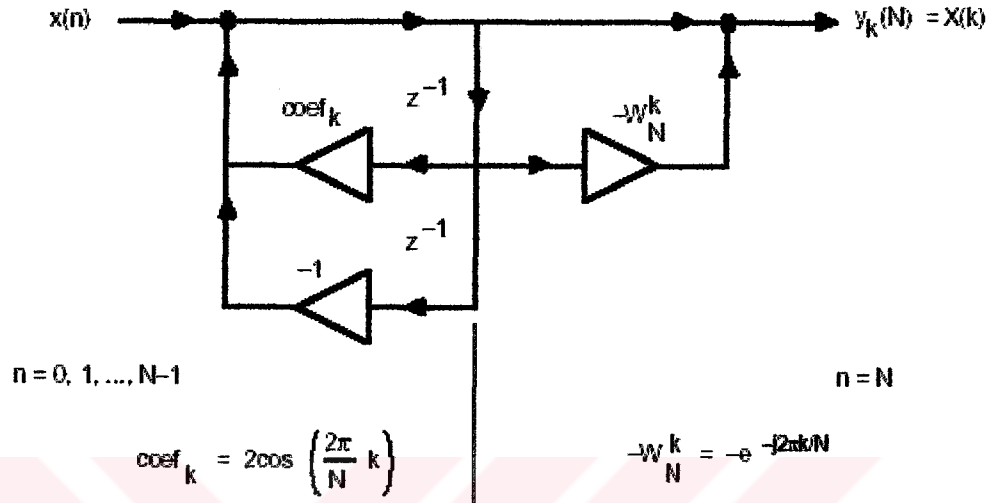 x(n) y_k(N) = X(k)
z^{-1}
coef_k -W_N^k
z^{-1}
-1
n = 0, 1, ..., N-1 n = N
coef_k = 2cos (2π/N k) -W_N^k = -e^{-j2πk/N}